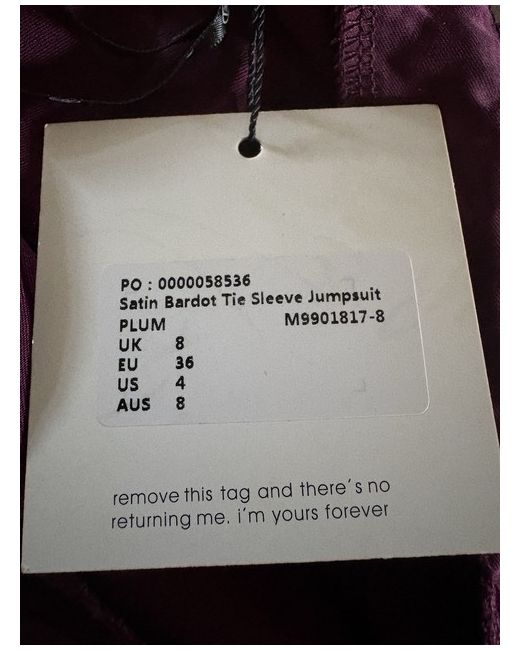 PO : 0000058536
Satin Bardot Tie Sleeve Jumpsuit
PLUM M9901817-8
UK 8
EU 36
US 4
AUS 8
remove this tag and there's no
returning me. i'm yours forever